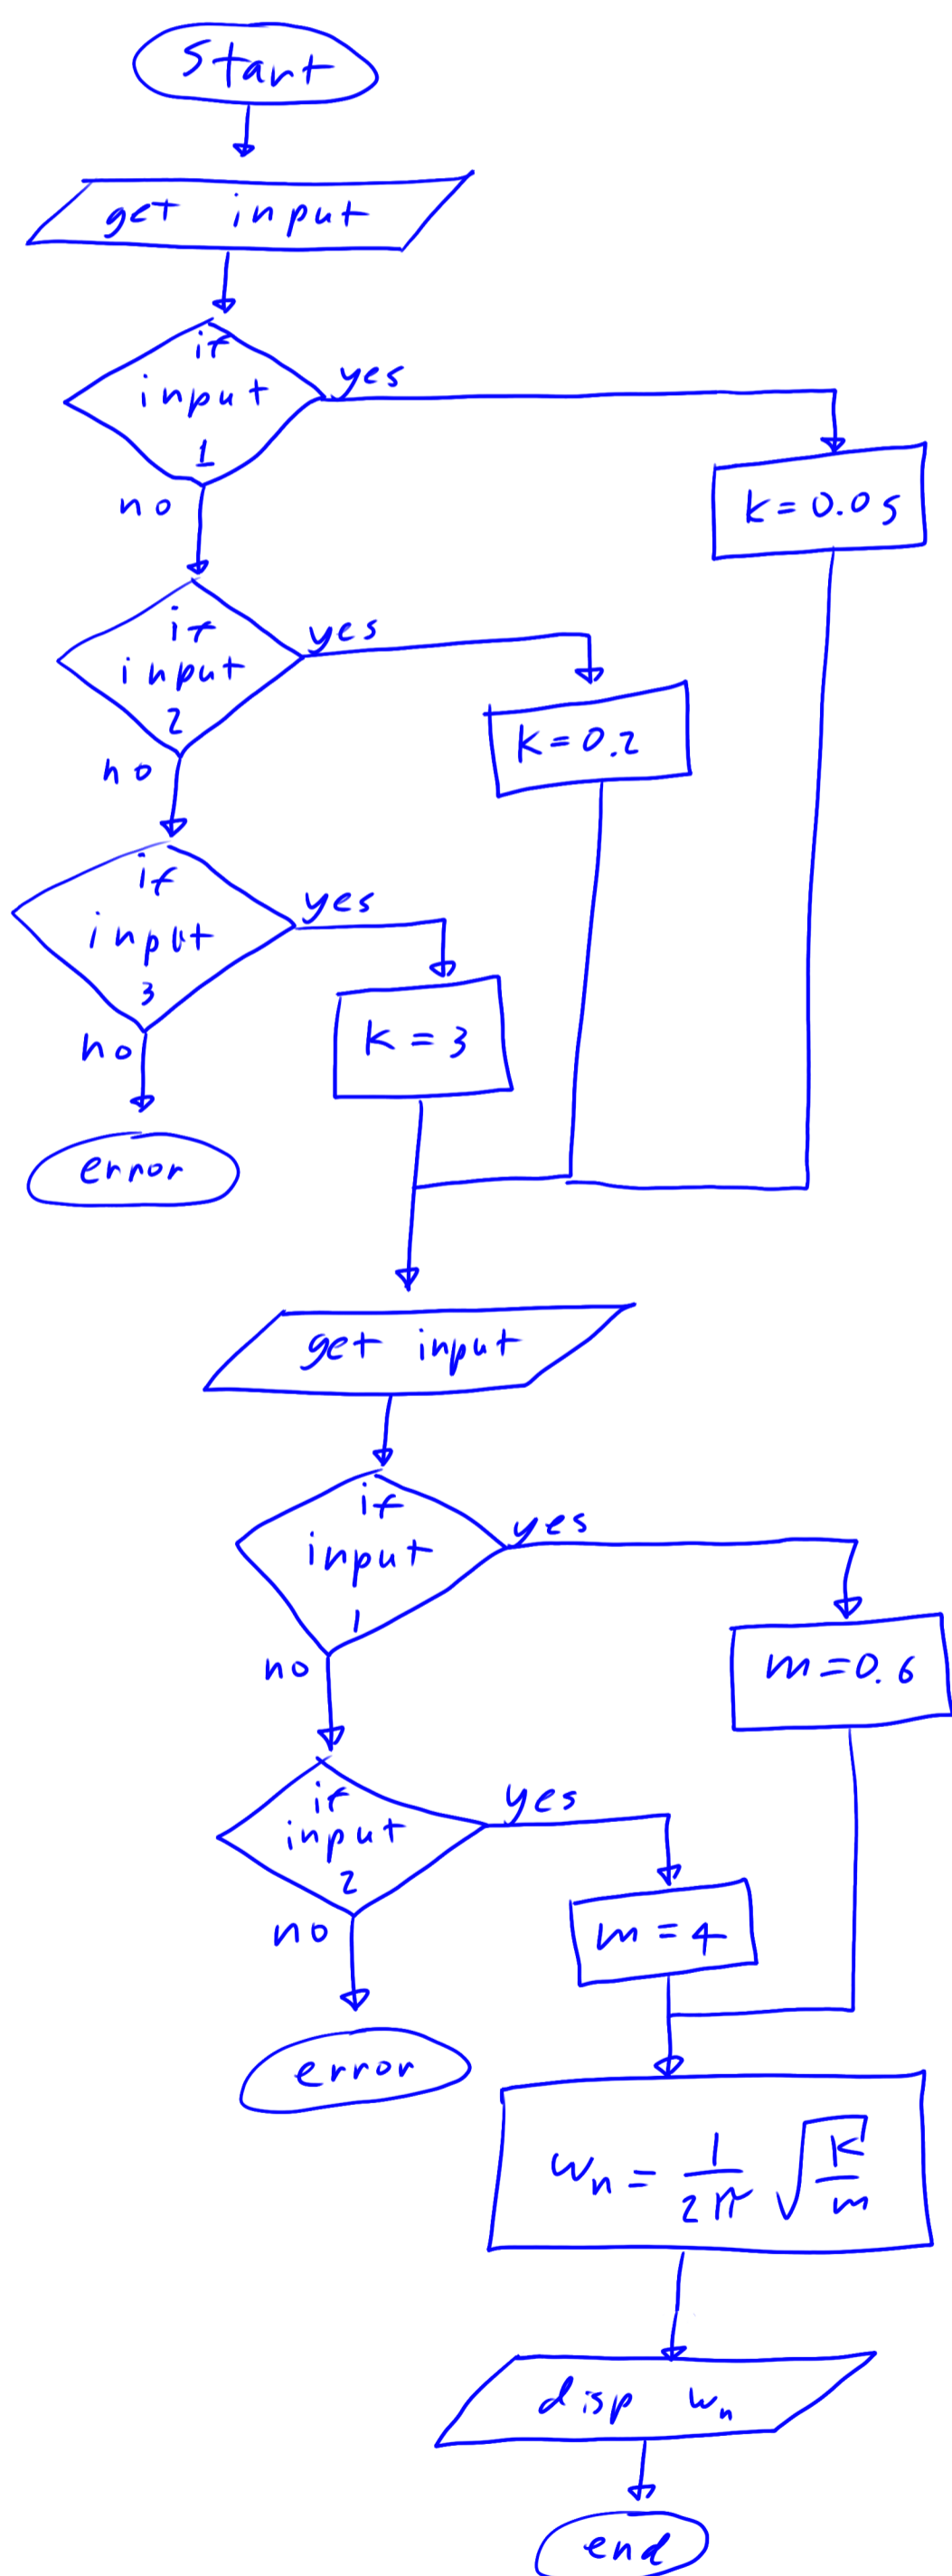 Start
get input
if
input
1
yes
no
k = 0.05
if
input
2
yes
no
k = 0.2
if
input
3
yes
no
k = 3
error
get input
if
input
1
yes
no
m = 0.6
if
input
2
yes
no
m = 4
error
wn = 1/2π √k/m
disp wn
end